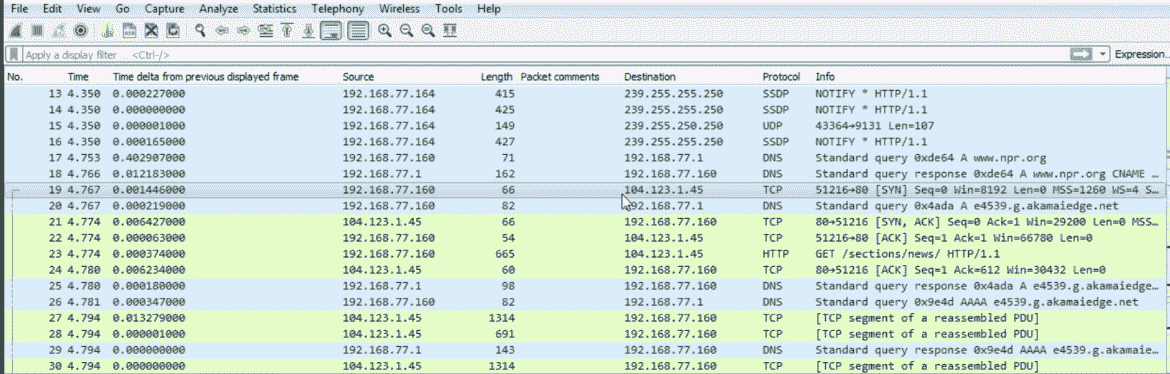 File Edit View Go Capture Analyze Statistics Telephony Wireless Tools Help
Apply a display filter ... <Ctrl-/> Expression...
No. Time Time delta from previous displayed frame Source Length Packet comments Destination Protocol Info
13 4.350 0.000227000 192.168.77.164 415 239.255.255.250 SSDP NOTIFY * HTTP/1.1
14 4.350 0.000000000 192.168.77.164 425 239.255.255.250 SSDP NOTIFY * HTTP/1.1
15 4.350 0.000001000 192.168.77.164 149 239.255.250.250 UDP 43364→9131 Len=107
16 4.350 0.000165000 192.168.77.164 427 239.255.255.250 SSDP NOTIFY * HTTP/1.1
17 4.753 0.402907000 192.168.77.160 71 192.168.77.1 DNS Standard query 0xde64 A www.npr.org
18 4.766 0.012183000 192.168.77.1 162 192.168.77.160 DNS Standard query response 0xde64 A www.npr.org CNAME …
19 4.767 0.001446000 192.168.77.160 66 104.123.1.45 TCP 51216→80 [SYN] Seq=0 Win=8192 Len=0 MSS=1260 WS=4 S…
20 4.767 0.000219000 192.168.77.160 82 192.168.77.1 DNS Standard query 0x4ada A e4539.g.akamaiedge.net
21 4.774 0.006427000 104.123.1.45 66 192.168.77.160 TCP 80→51216 [SYN, ACK] Seq=0 Ack=1 Win=29200 Len=0 MSS…
22 4.774 0.000063000 192.168.77.160 54 104.123.1.45 TCP 51216→80 [ACK] Seq=1 Ack=1 Win=66780 Len=0
23 4.774 0.000374000 192.168.77.160 665 104.123.1.45 HTTP GET /sections/news/ HTTP/1.1
24 4.780 0.006234000 104.123.1.45 60 192.168.77.160 TCP 80→51216 [ACK] Seq=1 Ack=612 Win=30432 Len=0
25 4.780 0.000180000 192.168.77.1 98 192.168.77.160 DNS Standard query response 0x4ada A e4539.g.akamaiedge…
26 4.781 0.000347000 192.168.77.160 82 192.168.77.1 DNS Standard query 0x9e4d AAAA e4539.g.akamaiedge.net
27 4.794 0.013279000 104.123.1.45 1314 192.168.77.160 TCP [TCP segment of a reassembled PDU]
28 4.794 0.000001000 104.123.1.45 691 192.168.77.160 TCP [TCP segment of a reassembled PDU]
29 4.794 0.000000000 192.168.77.1 143 192.168.77.160 DNS Standard query response 0x9e4d AAAA e4539.g.akamaie…
30 4.794 0.000000000 104.123.1.45 1314 192.168.77.160 TCP [TCP segment of a reassembled PDU]